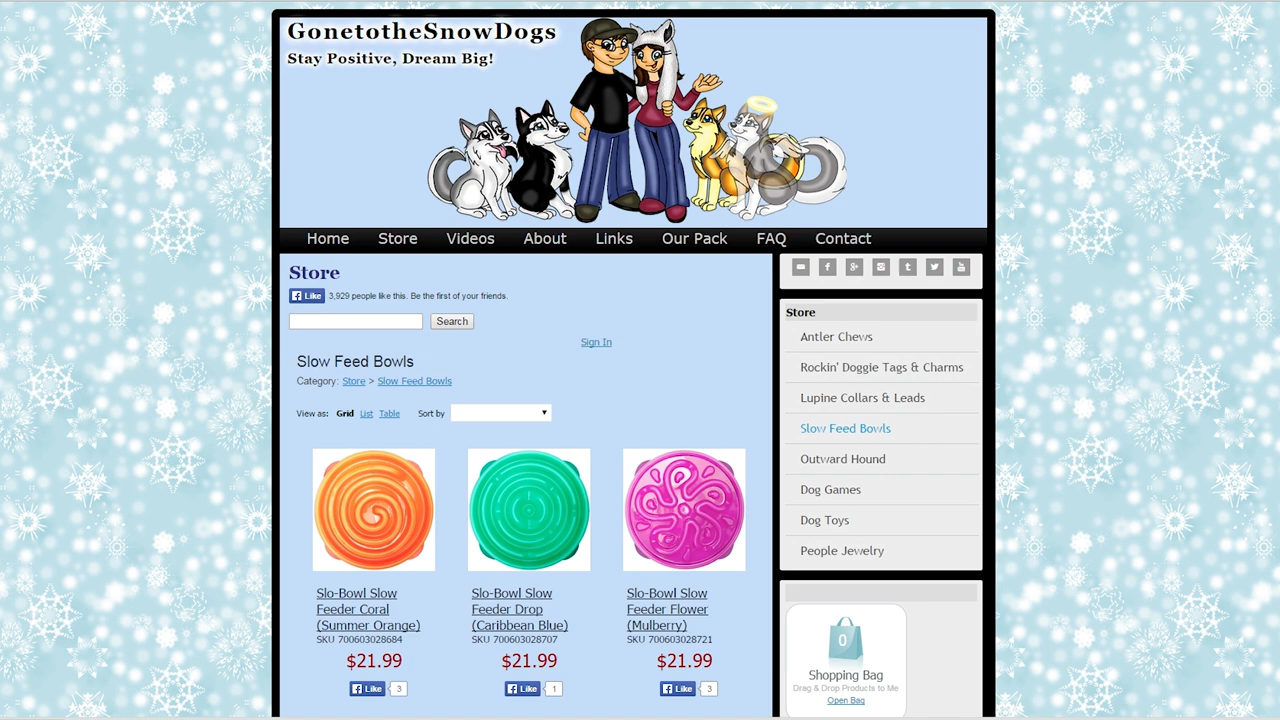 GonetotheSnowDogs
Stay Positive, Dream Big!
Home Store Videos About Links Our Pack FAQ Contact
Store
Like 3,929 people like this. Be the first of your friends.
Search
Sign In
Slow Feed Bowls
Category: Store > Slow Feed Bowls
View as: Grid List Table Sort by
Slo-Bowl Slow
Feeder Coral
(Summer Orange)
SKU 700603028684
$21.99
Like 3
Slo-Bowl Slow
Feeder Drop
(Caribbean Blue)
SKU 700603028707
$21.99
Like 1
Slo-Bowl Slow
Feeder Flower
(Mulberry)
SKU 700603028721
$21.99
Like 3
Store
Antler Chews
Rockin' Doggie Tags & Charms
Lupine Collars & Leads
Slow Feed Bowls
Outward Hound
Dog Games
Dog Toys
People Jewelry
0
Shopping Bag
Drag & Drop Products to Me
Open Bag